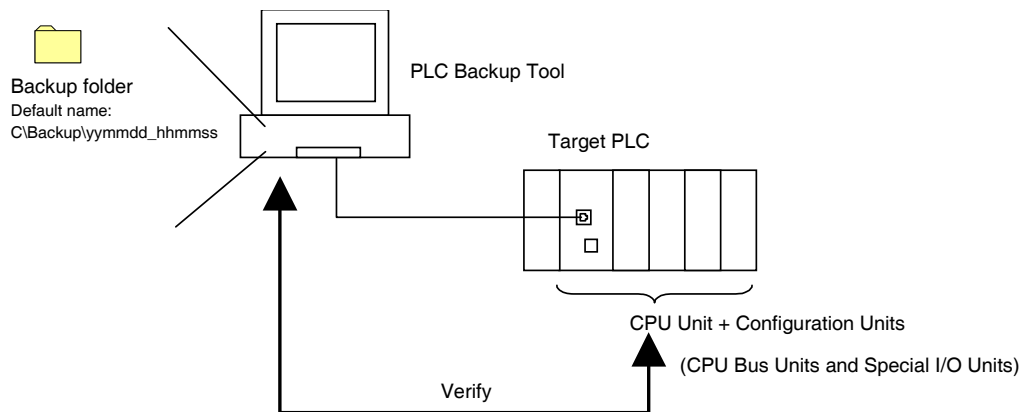 Backup folder
Default name:
C\Backup\yymmdd_hhmmss
PLC Backup Tool
Target PLC
CPU Unit + Configuration Units
(CPU Bus Units and Special I/O Units)
Verify